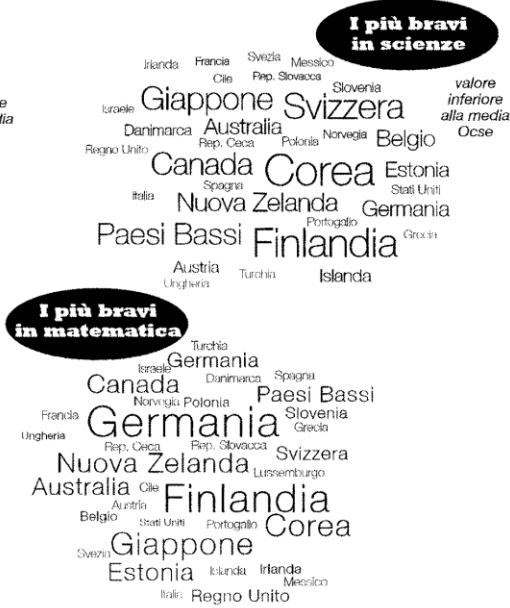 I più bravi
in scienze
Irlanda Francia Svezia Messico
Cile Rep. Slovacca
Slovenia
valore
inferiore
alla media
Ocse
Israele Giappone Svizzera
Danimarca Australia
Rep. Ceca Polonia Norvegia Belgio
Regno Unito
Canada Corea Estonia
Spagna Stati Uniti
Italia Nuova Zelanda Germania
Portogallo
Paesi Bassi Finlandia Grecia
Austria Turchia Islanda
Ungheria
I più bravi
in matematica
Turchia
Israele Germania
Canada Danimarca Spagna
Norvegia Polonia Paesi Bassi
Francia Germania Slovenia
Grecia
Ungheria
Rep. Ceca Rep. Slovacca
Svizzera
Nuova Zelanda Lussemburgo
Australia Cile Finlandia
Austria
Belgio Stati Uniti Portogallo Corea
Svezia Giappone
Estonia Islanda Irlanda
Messico
Italia Regno Unito